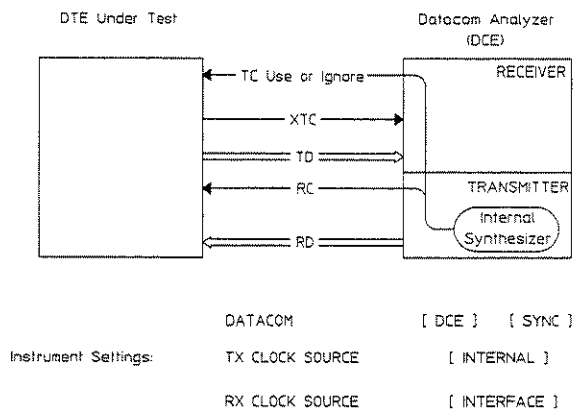 DTE Under Test
Datacom Analyzer
(DCE)
RECEIVER
TC Use or Ignore
XTC
TD
TRANSMITTER
RC
Internal
Synthesizer
RD
DATACOM [ DCE ] [ SYNC ]
Instrument Settings: TX CLOCK SOURCE [ INTERNAL ]
RX CLOCK SOURCE [ INTERFACE ]